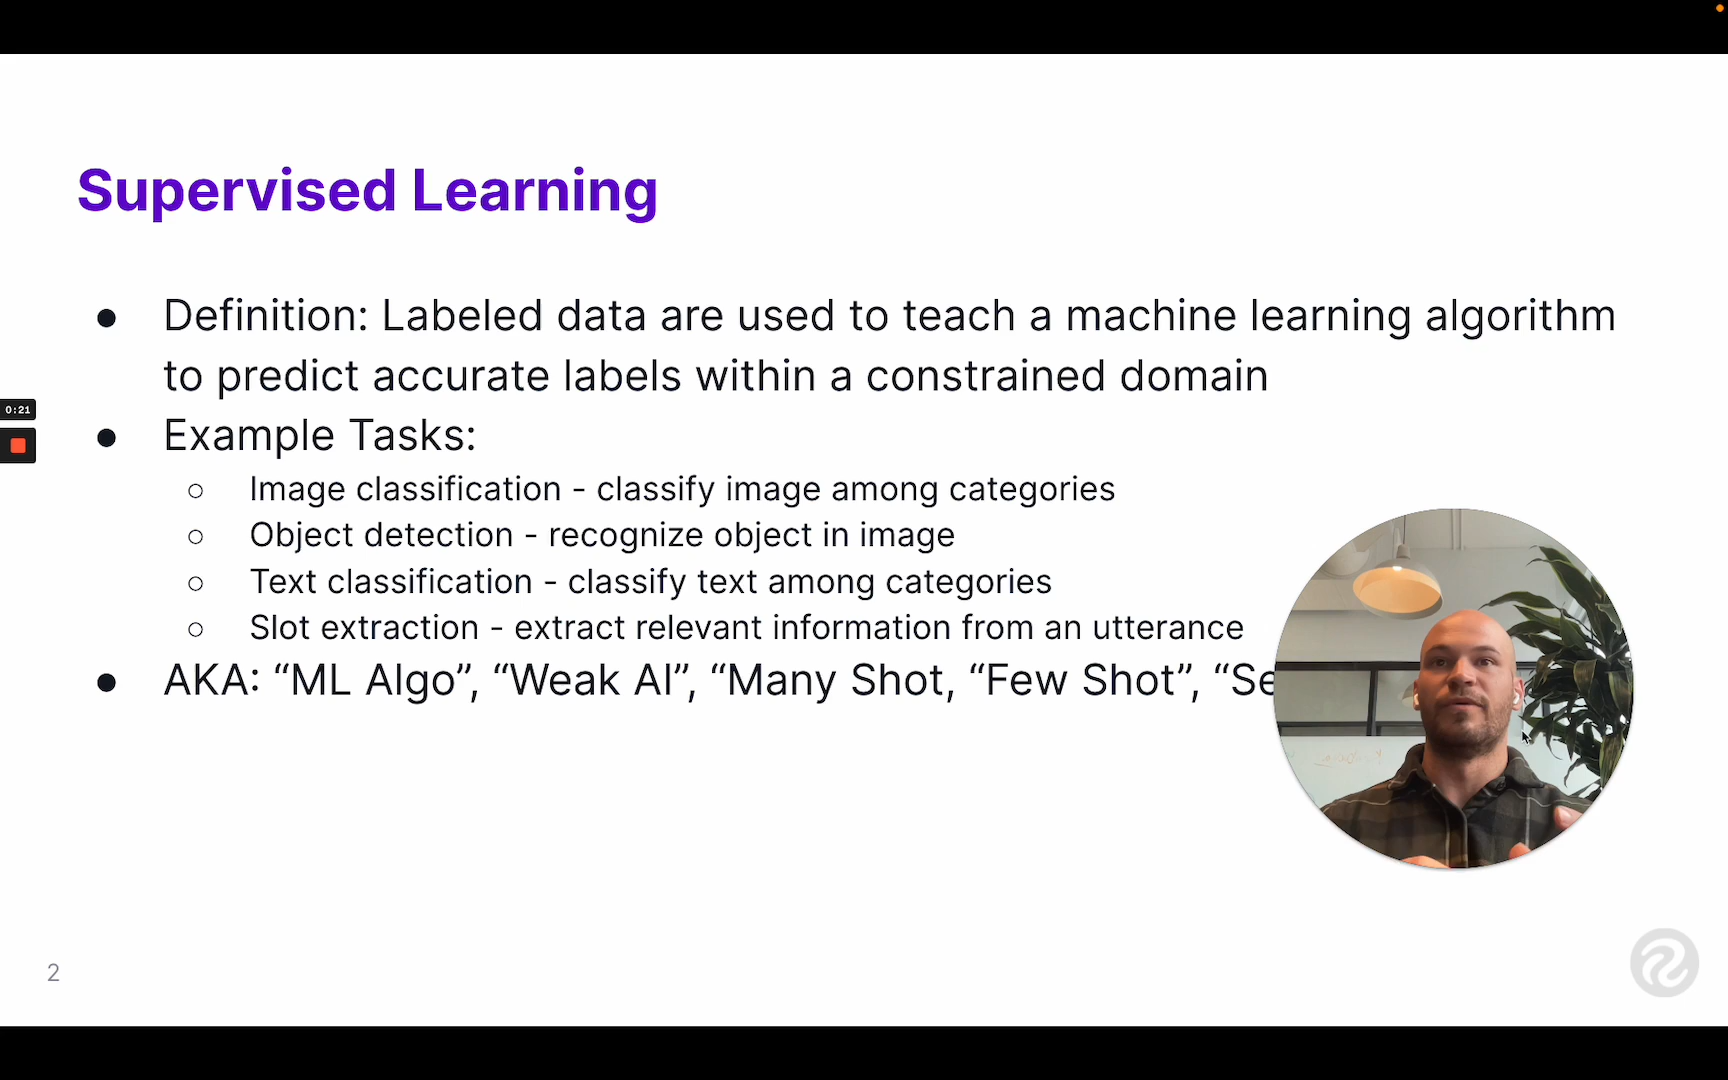 Supervised Learning
● Definition: Labeled data are used to teach a machine learning algorithm
to predict accurate labels within a constrained domain
● Example Tasks:
○ Image classification - classify image among categories
○ Object detection - recognize object in image
○ Text classification - classify text among categories
○ Slot extraction - extract relevant information from an utterance
● AKA: “ML Algo”, “Weak AI”, “Many Shot, “Few Shot”, “Se
0:21
2